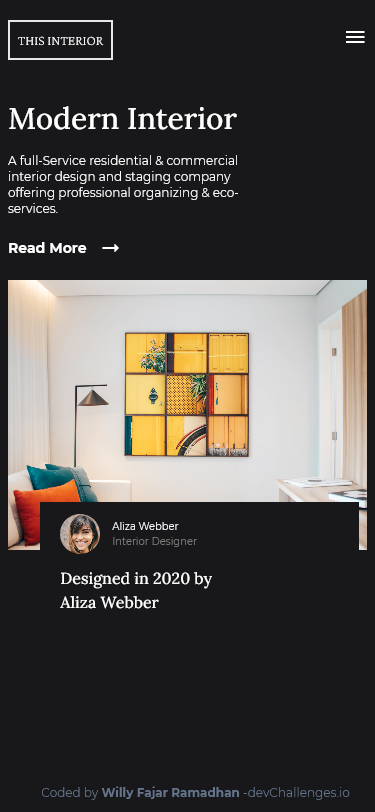 THIS INTERIOR
Modern Interior
A full-Service residential & commercial
interior design and staging company
offering professional organizing & eco-
services.
Read More
Aliza Webber
Interior Designer
Designed in 2020 by
Aliza Webber
Coded by Willy Fajar Ramadhan -devChallenges.io